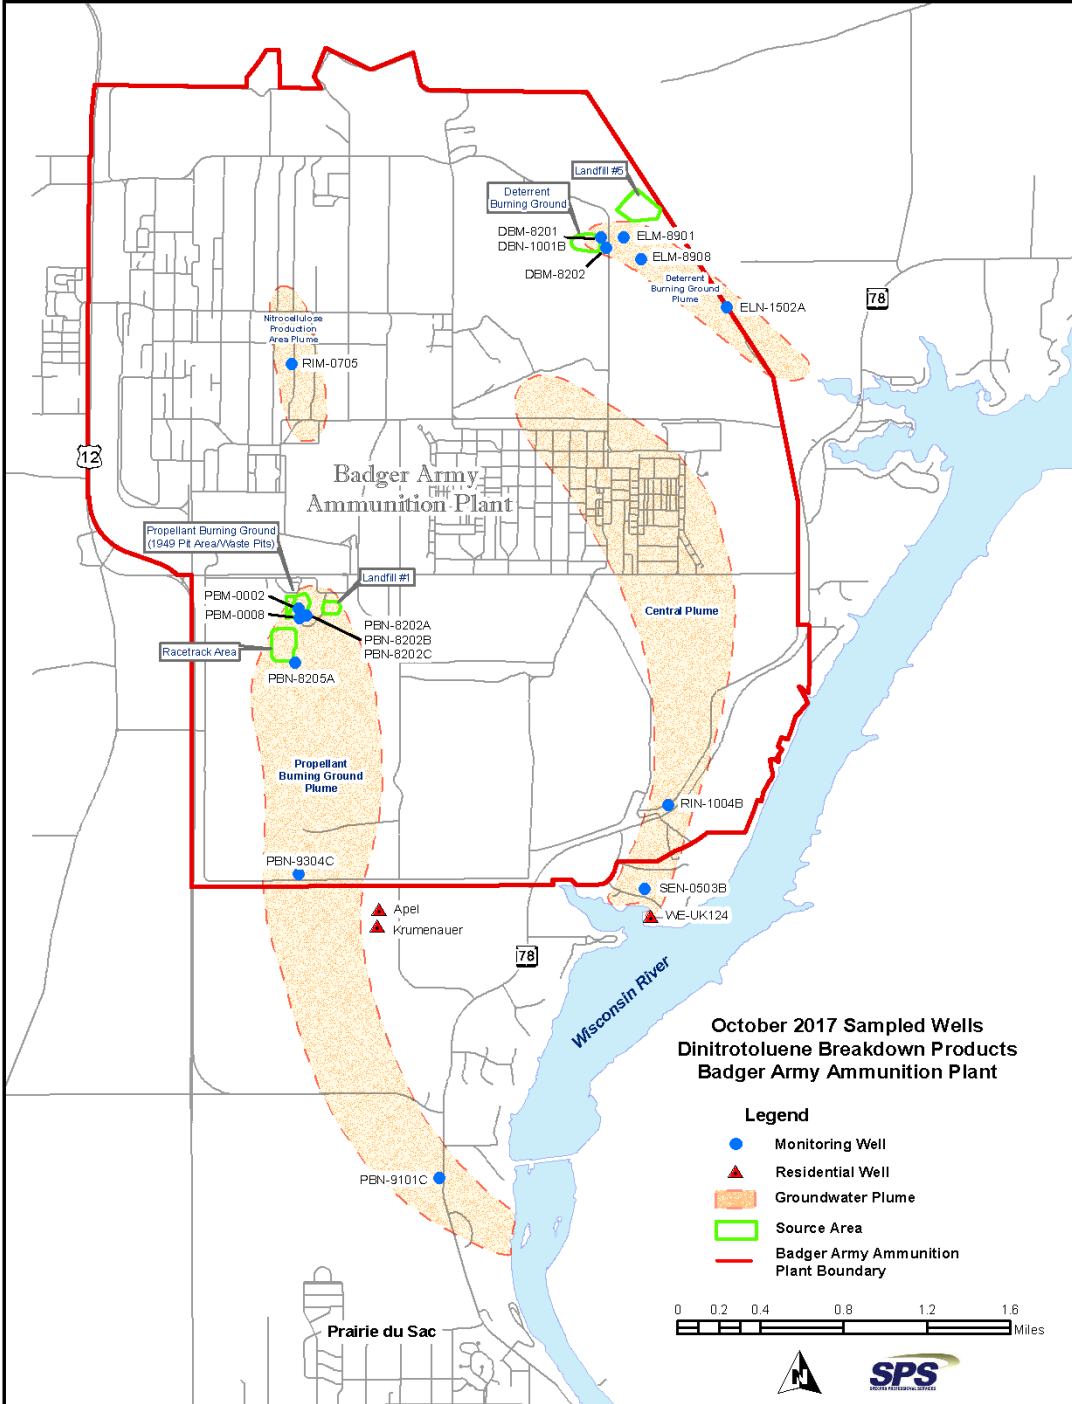 Landfill #5
Deterrent
Burning Ground
DBM-8201
DBN-1001B
DBM-8202
ELM-8901
ELM-8908
Deterrent
Burning Ground
Plume
ELN-1502A
78
Nitrocellulose
Production
Area Plume
RIM-0705
12
Badger Army
Ammunition Plant
Propellant Burning Ground
(1949 Pit Area/Waste Pits)
Landfill #1
PBM-0002
PBM-0008
PBN-8202A
PBN-8202B
PBN-8202C
Racetrack Area
PBN-8205A
Central Plume
Propellant
Burning Ground
Plume
RIN-1004B
PBN-9304C
SEN-0503B
WE-UK124
Apel
Krumenauer
78
Wisconsin River
PBN-9101C
Prairie du Sac
October 2017 Sampled Wells
Dinitrotoluene Breakdown Products
Badger Army Ammunition Plant
Legend
Monitoring Well
Residential Well
Groundwater Plume
Source Area
Badger Army Ammunition
Plant Boundary
0 0.2 0.4 0.8 1.2 1.6
Miles
N
SPS